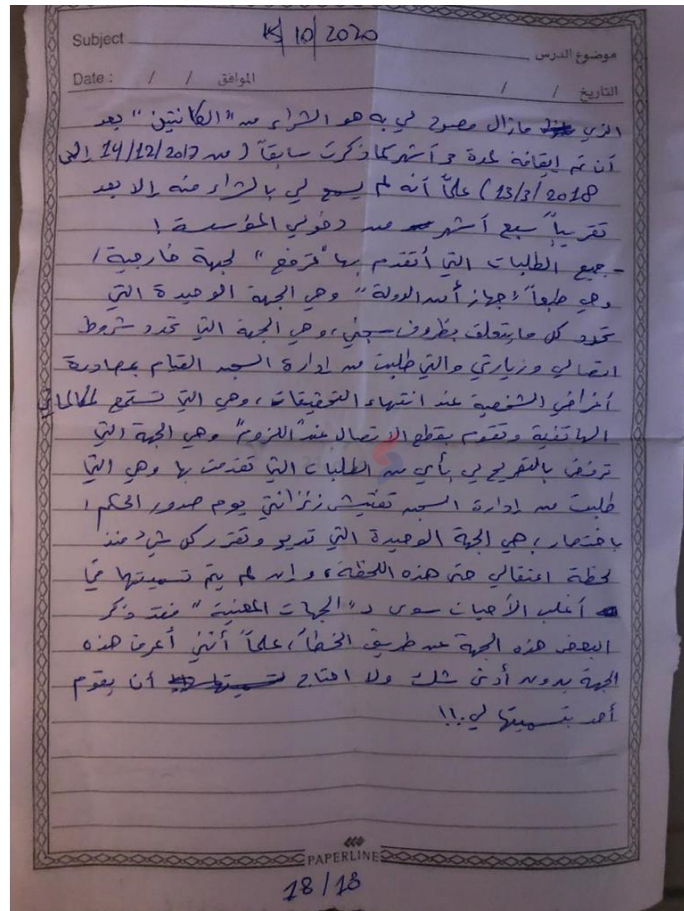 Subject
15/10/2020
موضوع الدرس
Date : / /
الموافق
التاريخ / /
الذي مازال مصرح لي به هو الشراء من "الكانتين" بعد
أن تم إيقافه لمدة 3 أشهر كما ذكرت سابقاً (من 14/12/2017 إلى
13/3/2018) علماً أنه لم يسمح لي بالشراء منه إلا بعد
تقريباً سبع أشهر من دخولي المؤسسة !
- جميع الطلبات التي أتقدم بها "ترفع" لجهة خارجية /
وهي طبعاً "جهاز أمن الدولة" وهي الجهة الوحيدة التي
تحدد كل ما يتعلق بظروف سجني، وهي الجهة التي تحدد شروط
اتصالي وزيارتي والتي طلبت من إدارة السجن القيام بمصادرة
أغراضي الشخصية عند انتهاء التحقيقات، وهي التي تستمع لمكالماتي
الهاتفية وتقوم بقطع الاتصال عند "اللزوم" وهي الجهة التي
ترفض بالتصريح لي بأي من الطلبات التي تقدمت بها وهي التي
طلبت من إدارة السجن تفتيش زنزانتي يوم صدور الحكم،
باختصار، هي الجهة الوحيدة التي تدير وتقرر كل شيء منذ
لحظة اعتقالي حتى هذه اللحظة، وإن لم يتم تسميتها في
أغلب الأحيان سوى بـ "الجهات المعنية" فقد ذكر
البعض هذه الجهة عن طريق الخطأ، علماً أنني أعرف هذه
الجهة بدون أدنى شك ولا احتاج أن يقوم
أحد بتسميتها لي..!!
PAPERLINE
18/13